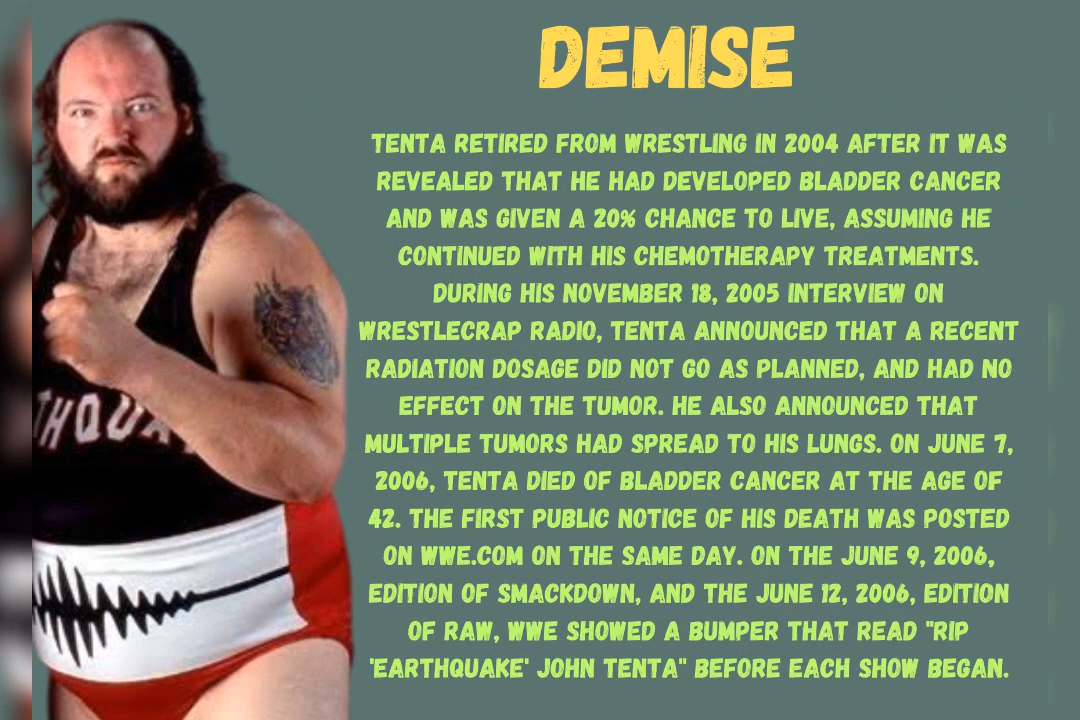 DEMISE
TENTA RETIRED FROM WRESTLING IN 2004 AFTER IT WAS
REVEALED THAT HE HAD DEVELOPED BLADDER CANCER
AND WAS GIVEN A 20% CHANCE TO LIVE, ASSUMING HE
CONTINUED WITH HIS CHEMOTHERAPY TREATMENTS.
DURING HIS NOVEMBER 18, 2005 INTERVIEW ON
WRESTLECRAP RADIO, TENTA ANNOUNCED THAT A RECENT
RADIATION DOSAGE DID NOT GO AS PLANNED, AND HAD NO
EFFECT ON THE TUMOR. HE ALSO ANNOUNCED THAT
MULTIPLE TUMORS HAD SPREAD TO HIS LUNGS. ON JUNE 7,
2006, TENTA DIED OF BLADDER CANCER AT THE AGE OF
42. THE FIRST PUBLIC NOTICE OF HIS DEATH WAS POSTED
ON WWE.COM ON THE SAME DAY. ON THE JUNE 9, 2006,
EDITION OF SMACKDOWN, AND THE JUNE 12, 2006, EDITION
OF RAW, WWE SHOWED A BUMPER THAT READ "RIP
'EARTHQUAKE' JOHN TENTA" BEFORE EACH SHOW BEGAN.
THQUA